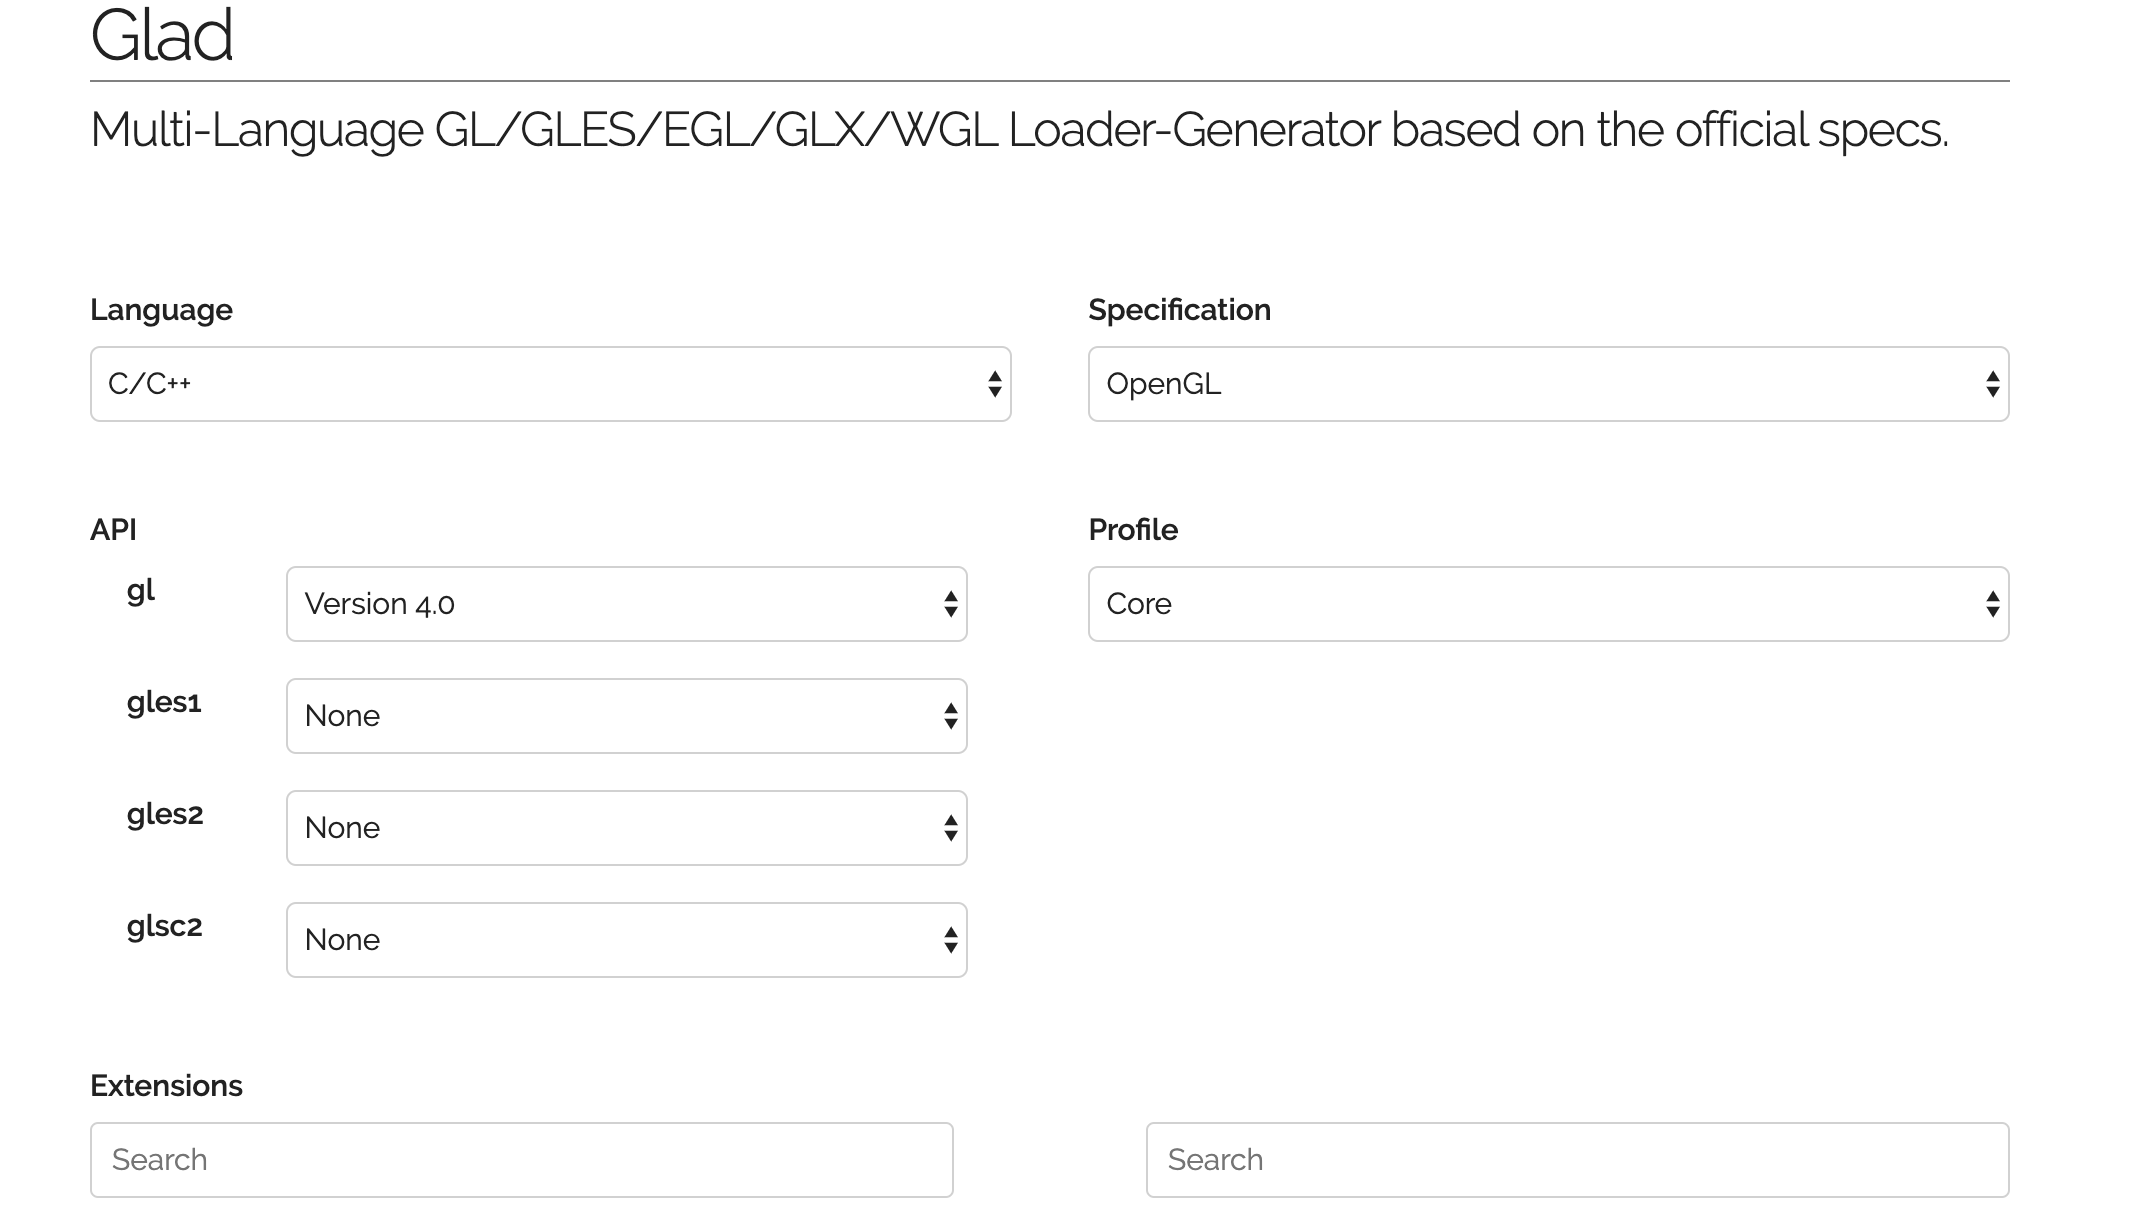 Glad
Multi-Language GL/GLES/EGL/GLX/WGL Loader-Generator based on the official specs.
Language
Specification
C/C++
OpenGL
API
Profile
gl
Version 4.0
Core
gles1
None
gles2
None
glsc2
None
Extensions
Search
Search